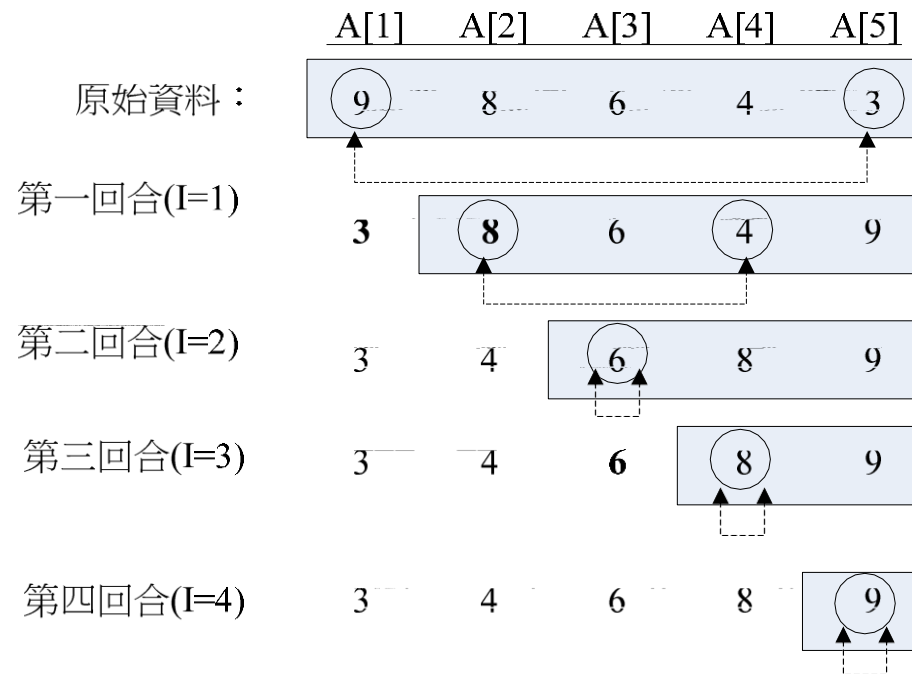 A[1] A[2] A[3] A[4] A[5]
原始資料： 9 8 6 4 3
第一回合(I=1) 3 8 6 4 9
第二回合(I=2) 3 4 6 8 9
第三回合(I=3) 3 4 6 8 9
第四回合(I=4) 3 4 6 8 9